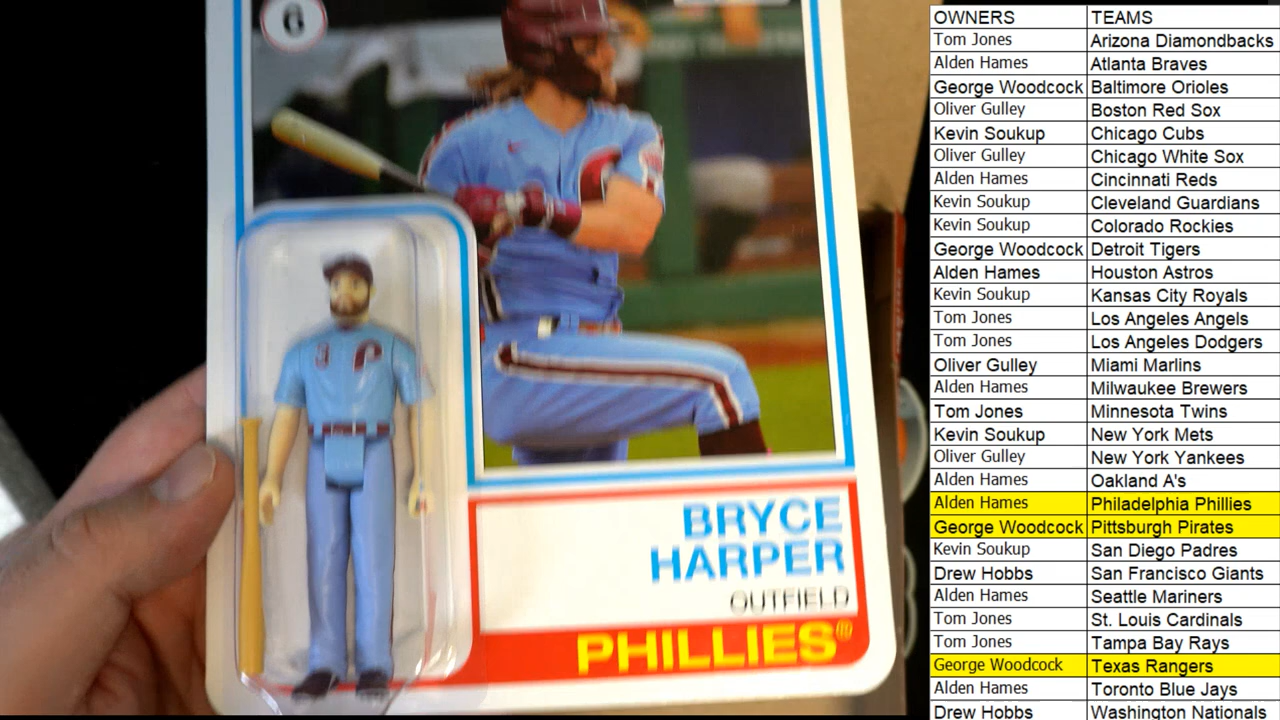 6
BRYCE
HARPER
OUTFIELD
PHILLIES®
3 P
OWNERS TEAMS
Tom Jones Arizona Diamondbacks
Alden Hames Atlanta Braves
George Woodcock Baltimore Orioles
Oliver Gulley Boston Red Sox
Kevin Soukup Chicago Cubs
Oliver Gulley Chicago White Sox
Alden Hames Cincinnati Reds
Kevin Soukup Cleveland Guardians
Kevin Soukup Colorado Rockies
George Woodcock Detroit Tigers
Alden Hames Houston Astros
Kevin Soukup Kansas City Royals
Tom Jones Los Angeles Angels
Tom Jones Los Angeles Dodgers
Oliver Gulley Miami Marlins
Alden Hames Milwaukee Brewers
Tom Jones Minnesota Twins
Kevin Soukup New York Mets
Oliver Gulley New York Yankees
Alden Hames Oakland A's
Alden Hames Philadelphia Phillies
George Woodcock Pittsburgh Pirates
Kevin Soukup San Diego Padres
Drew Hobbs San Francisco Giants
Alden Hames Seattle Mariners
Tom Jones St. Louis Cardinals
Tom Jones Tampa Bay Rays
George Woodcock Texas Rangers
Alden Hames Toronto Blue Jays
Drew Hobbs Washington Nationals